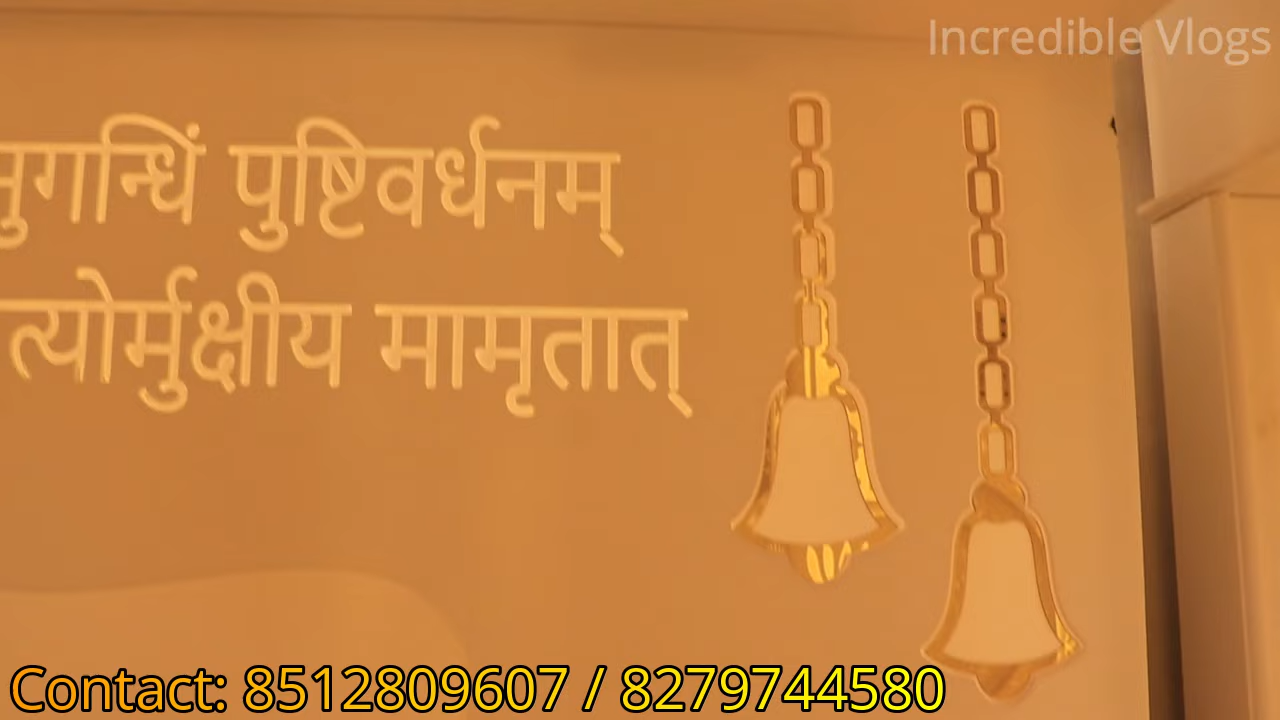 Incredible Vlogs
सुगन्धिं पुष्टिवर्धनम्
त्योर्मुक्षीय मामृतात्
Contact: 8512809607 / 8279744580